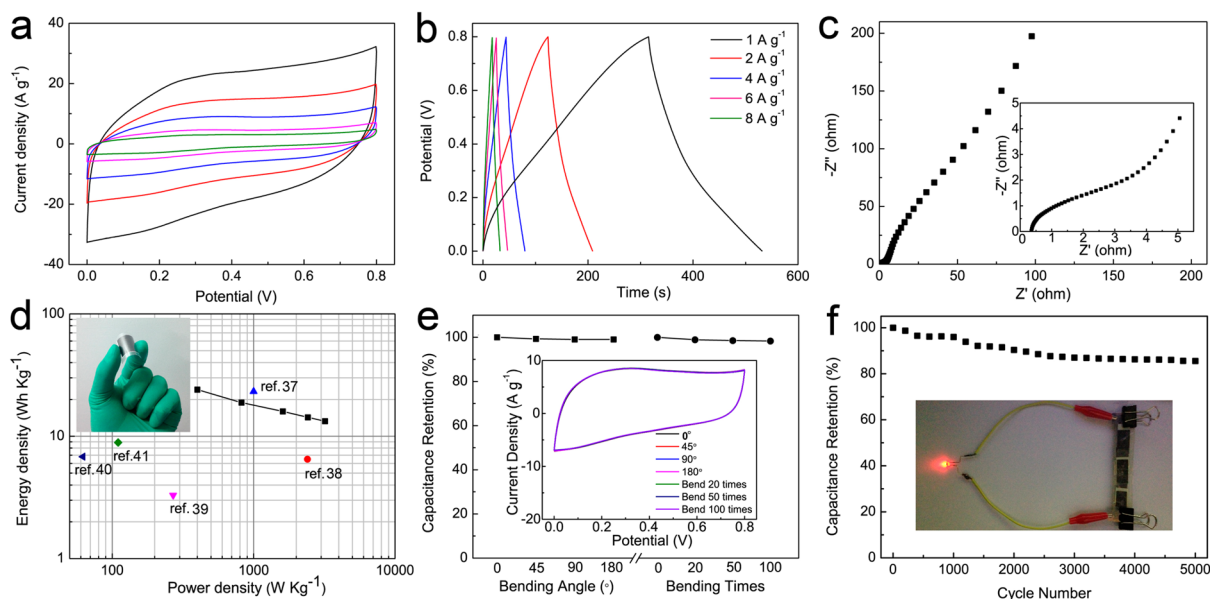 a
40
20
0
-20
-40
Current density (A g-1)
0.0 0.2 0.4 0.6 0.8
Potential (V)
b
0.8
0.6
0.4
0.2
0.0
Potential (V)
1 A g-1
2 A g-1
4 A g-1
6 A g-1
8 A g-1
0 200 400 600
Time (s)
c
200
150
100
50
0
-Z" (ohm)
0 50 100 150 200
Z' (ohm)
5
4
3
2
1
0
-Z" (ohm)
0 1 2 3 4 5
Z' (ohm)
d
100
10
1
Energy density (Wh Kg-1)
ref.37
ref.41
ref.40
ref.38
ref.39
100 1000 10000
Power density (W Kg-1)
e
100
80
60
40
20
0
Capacitance Retention (%)
10
0
-10
-20
Current Density (A g-1)
0°
45°
90°
180°
Bend 20 times
Bend 50 times
Bend 100 times
0.0 0.2 0.4 0.6 0.8
Potential (V)
0 45 90 180 0 20 50 100
Bending Angle (°) Bending Times
f
100
80
60
40
20
0
Capacitance Retention (%)
0 1000 2000 3000 4000 5000
Cycle Number